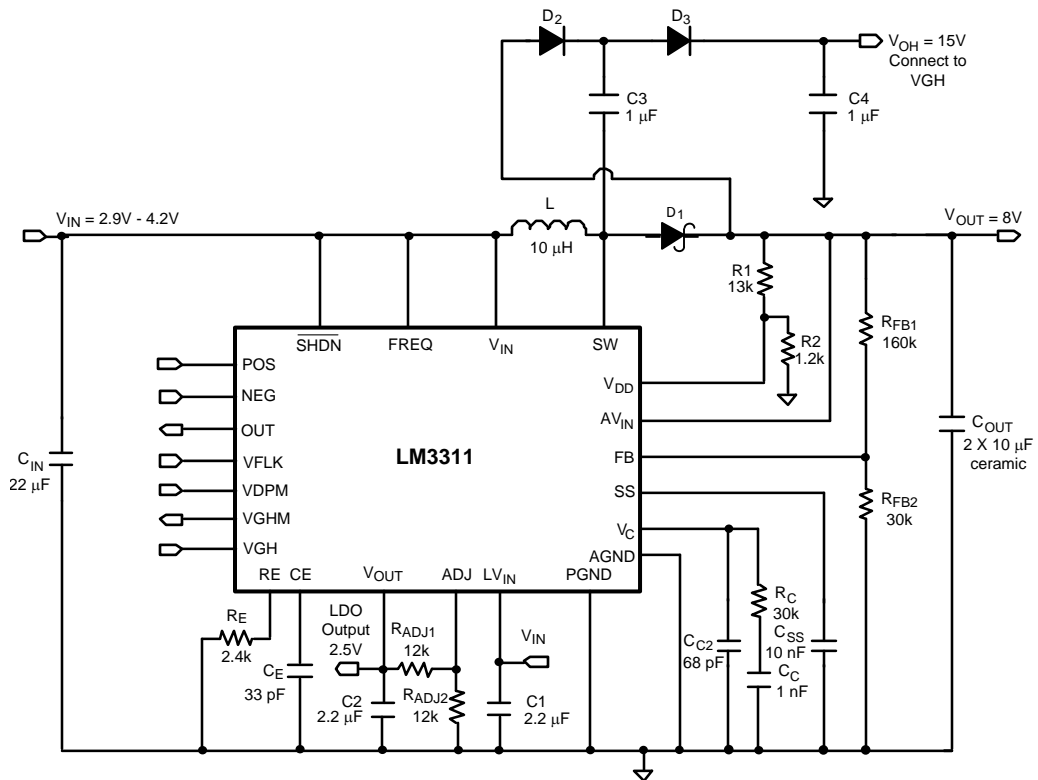 D2
D3
VOH = 15V
Connect to
VGH
C3
1 µF
C4
1 µF
VIN = 2.9V - 4.2V
L
10 µH
D1
VOUT = 8V
R1
13k
R2
1.2k
RFB1
160k
SHDN
FREQ
VIN
SW
POS
NEG
OUT
VFLK
VDPM
VGHM
VGH
LM3311
VDD
AVIN
FB
SS
VC
AGND
CIN
22 µF
COUT
2 X 10 µF
ceramic
RFB2
30k
RE
CE
VOUT
ADJ
LVIN
PGND
RE
2.4k
CE
33 pF
LDO
Output
2.5V
RADJ1
12k
C2
2.2 µF
RADJ2
12k
VIN
C1
2.2 µF
CC2
68 pF
RC
30k
CSS
10 nF
CC
1 nF